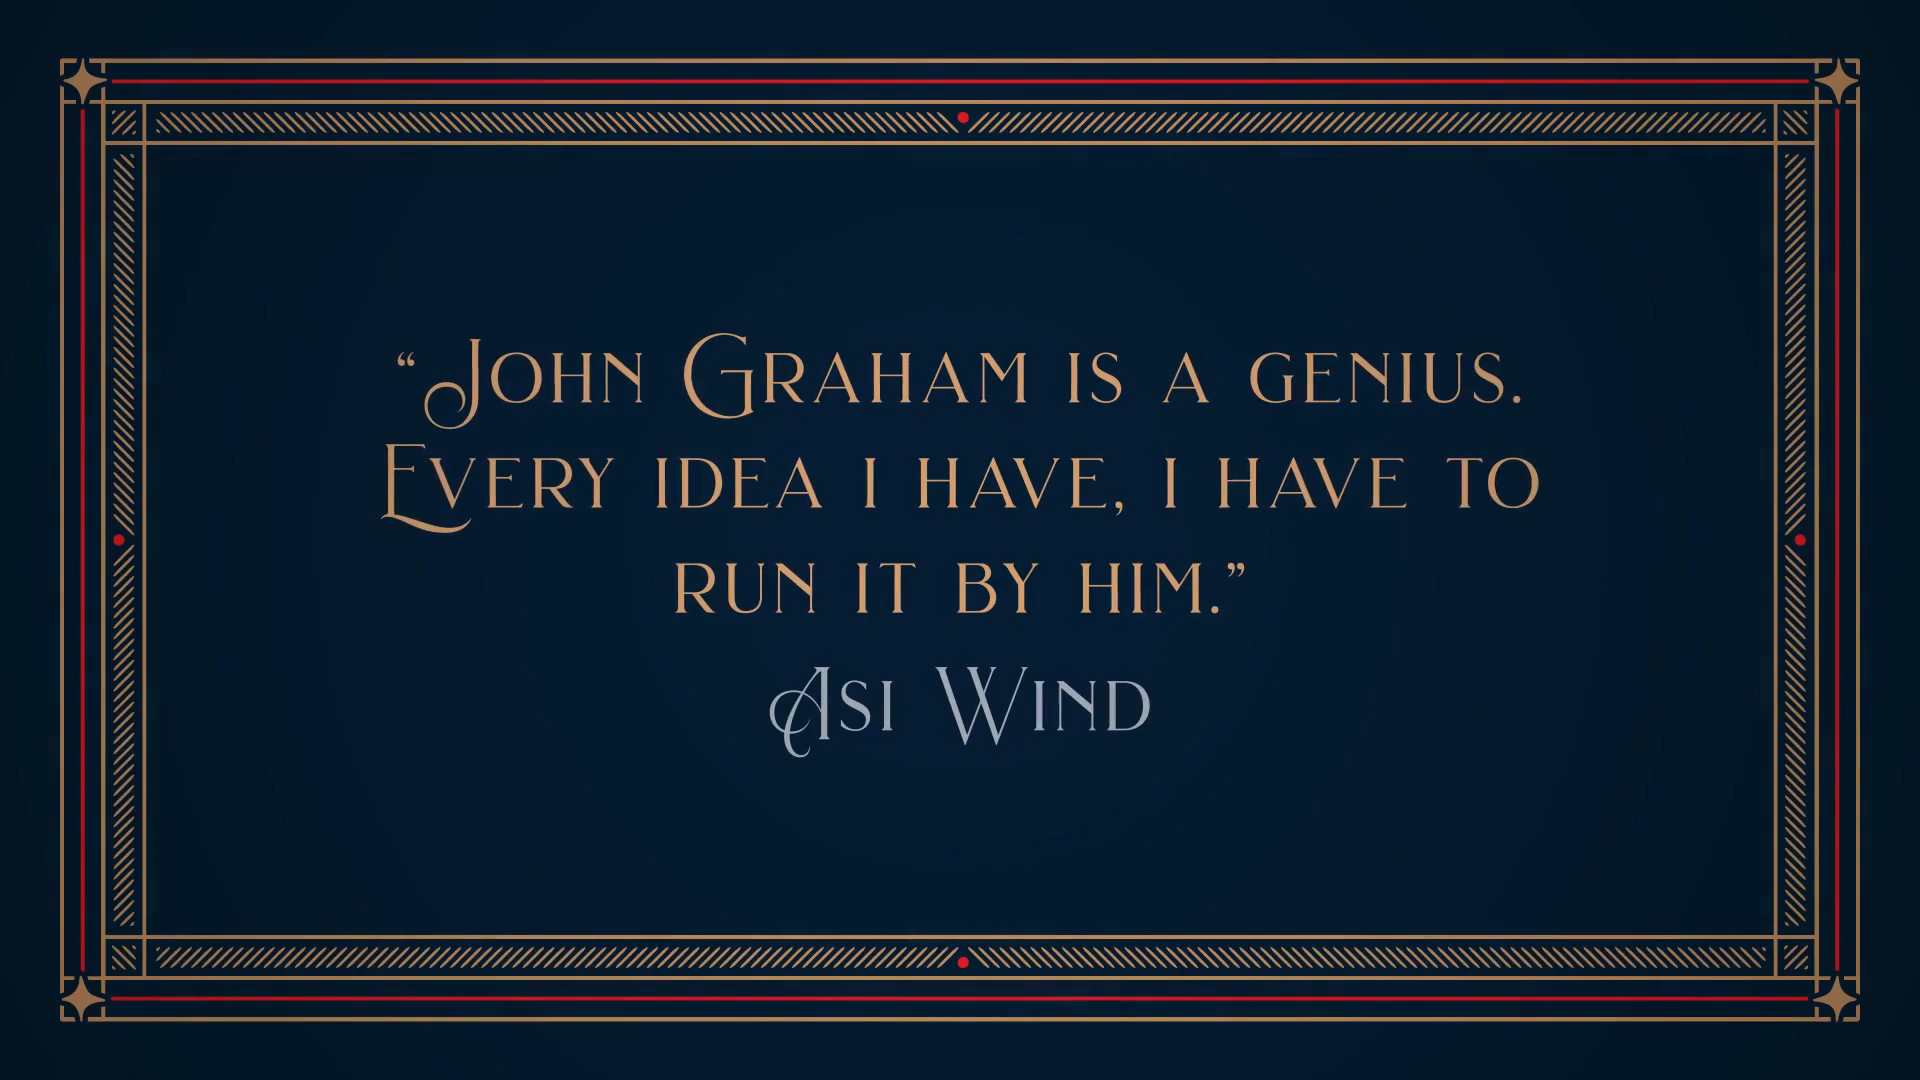 “John Graham is a genius.
Every idea I have, I have to
run it by him.”
Asi Wind